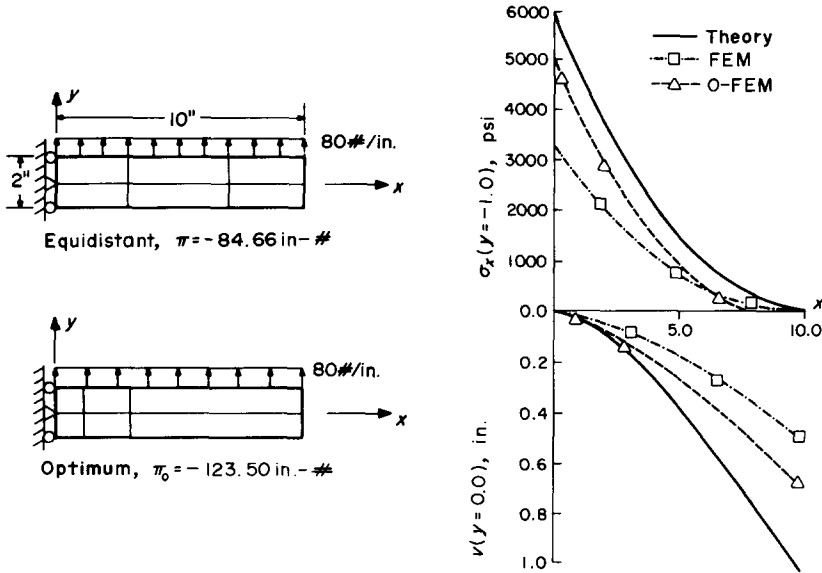 y
10"
80#/in.
2"
x
Equidistant, π=-84.66 in-#
y
80#/in.
x
Optimum, π₀=-123.50 in.-#
6000
5000
4000
3000
2000
1000
0.0
σₓ(y=-1.0), psi
Theory
FEM
O-FEM
x
5.0
10.0
0.2
0.4
0.6
0.8
1.0
v(y=0.0), in.